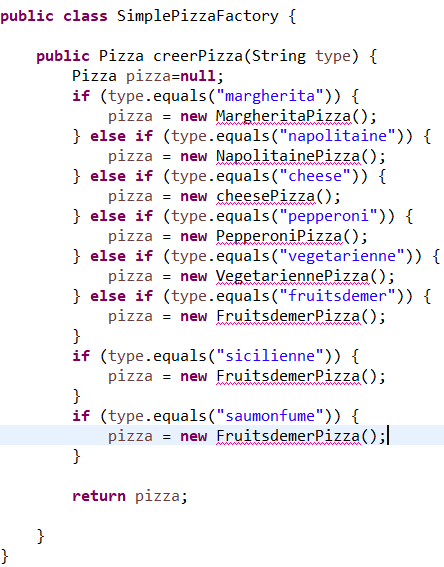 public class SimplePizzaFactory {
public Pizza creerPizza(String type) {
Pizza pizza=null;
if (type.equals("margherita")) {
pizza = new MargheritaPizza();
} else if (type.equals("napolitaine")) {
pizza = new NapolitainePizza();
} else if (type.equals("cheese")) {
pizza = new cheesePizza();
} else if (type.equals("pepperoni")) {
pizza = new PepperoniPizza();
} else if (type.equals("vegetarienne")) {
pizza = new VegetariennePizza();
} else if (type.equals("fruitsdemer")) {
pizza = new FruitsdemerPizza();
}
if (type.equals("sicilienne")) {
pizza = new FruitsdemerPizza();
}
if (type.equals("saumonfume")) {
pizza = new FruitsdemerPizza();
}
return pizza;
}
}